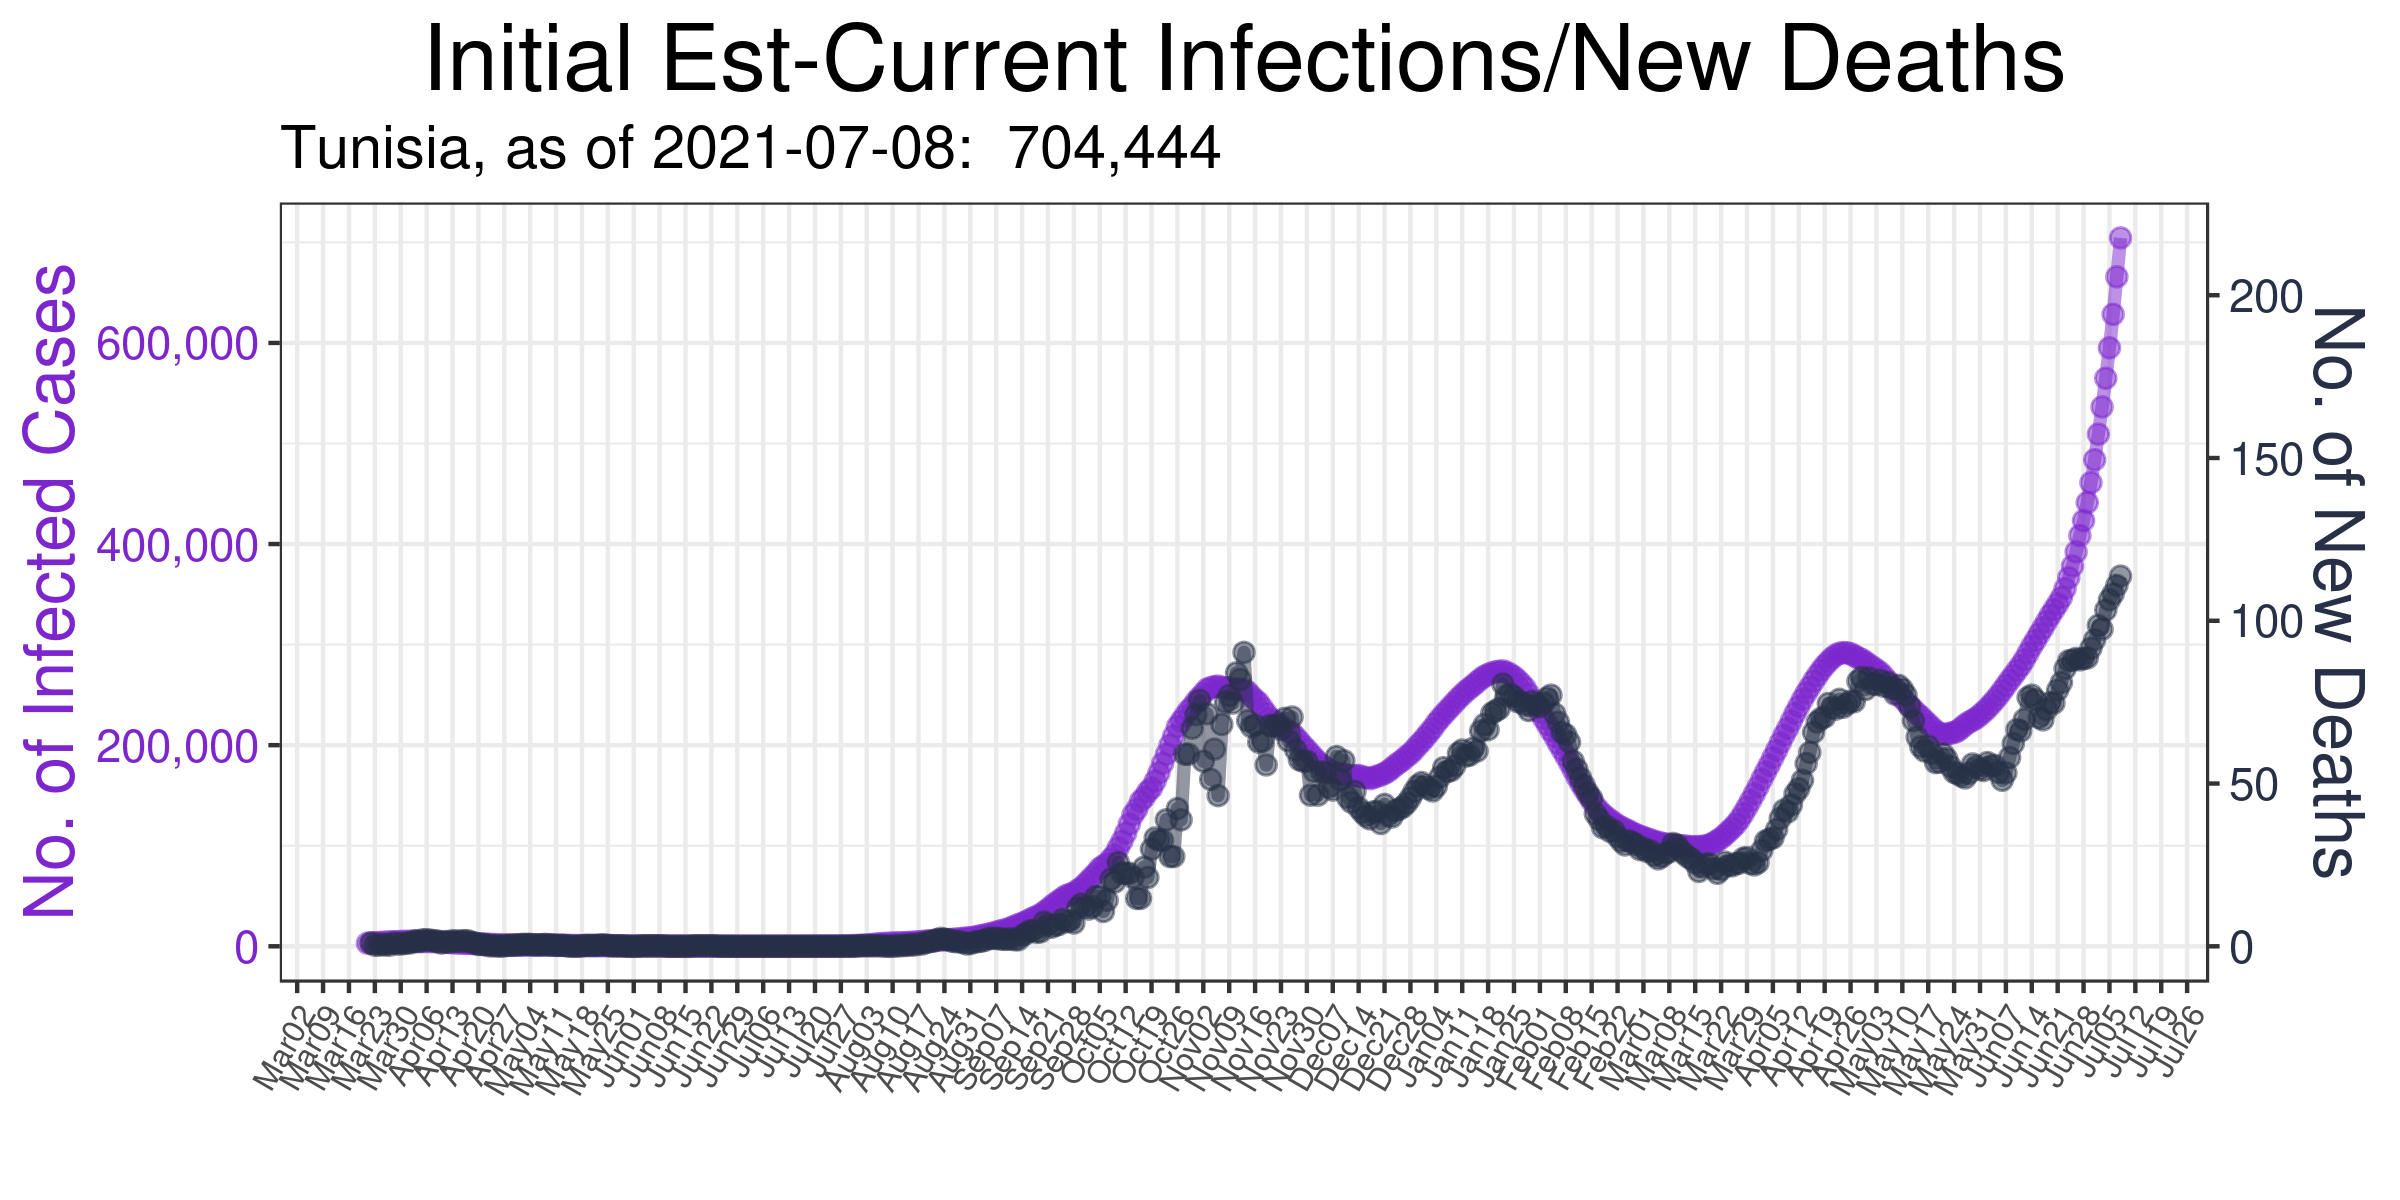 Initial Est-Current Infections/New Deaths
Tunisia, as of 2021-07-08: 704,444
No. of Infected Cases
600,000
400,000
200,000
0
200
150
100
50
0
No. of New Deaths
Mar02
Mar09
Mar16
Mar23
Mar30
Apr06
Apr13
Apr20
Apr27
May04
May11
May18
May25
Jun01
Jun08
Jun15
Jun22
Jun29
Jul06
Jul13
Jul20
Jul27
Aug03
Aug10
Aug17
Aug24
Aug31
Sep07
Sep14
Sep21
Sep28
Oct05
Oct12
Oct19
Oct26
Nov02
Nov09
Nov16
Nov23
Nov30
Dec07
Dec14
Dec21
Dec28
Jan04
Jan11
Jan18
Jan25
Feb01
Feb08
Feb15
Feb22
Mar01
Mar08
Mar15
Mar22
Mar29
Apr05
Apr12
Apr19
Apr26
May03
May10
May17
May24
May31
Jun07
Jun14
Jun21
Jun28
Jul05
Jul12
Jul19
Jul26